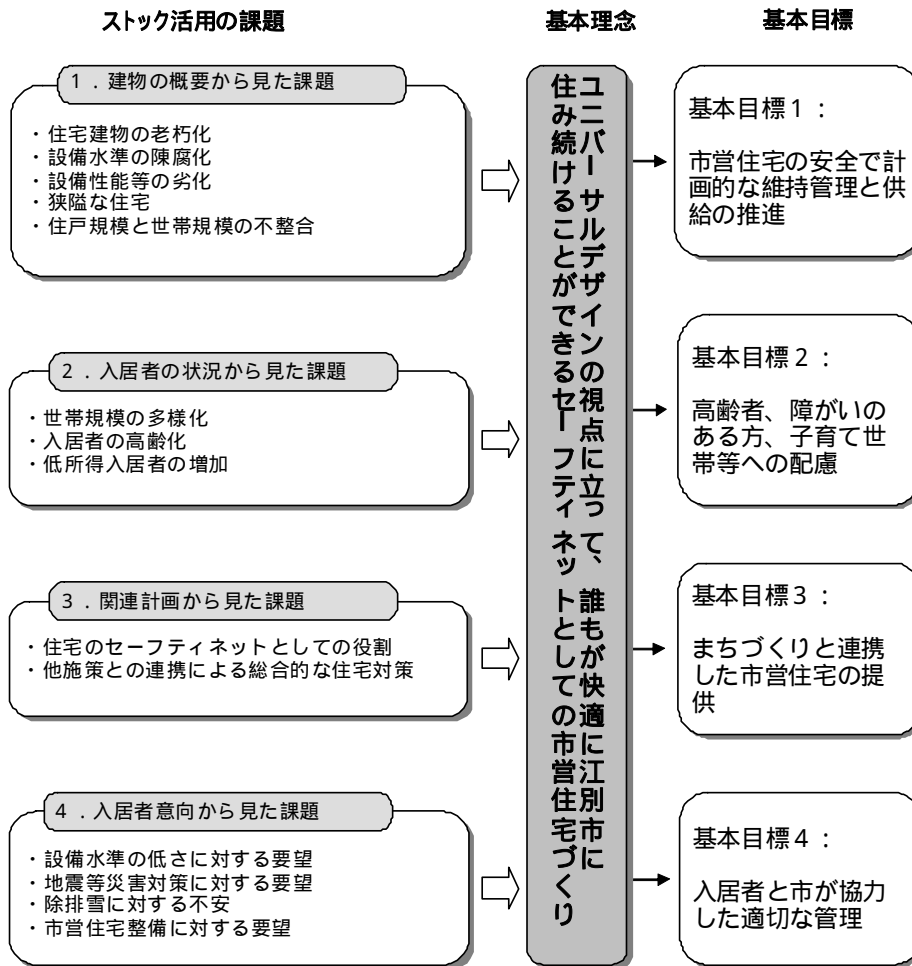 ストック活用の課題
基本理念
基本目標
１．建物の概要から見た課題
・住宅建物の老朽化
・設備水準の陳腐化
・設備性能等の劣化
・狭隘な住宅
・住戸規模と世帯規模の不整合
２．入居者の状況から見た課題
・世帯規模の多様化
・入居者の高齢化
・低所得入居者の増加
３．関連計画から見た課題
・住宅のセーフティネットとしての役割
・他施策との連携による総合的な住宅対策
４．入居者意向から見た課題
・設備水準の低さに対する要望
・地震等災害対策に対する要望
・除排雪に対する不安
・市営住宅整備に対する要望
ユニバーサルデザインの視点に立って、誰もが快適に江別市に
住み続けることができるセーフティネットとしての市営住宅づくり
基本目標１：
市営住宅の安全で計
画的な維持管理と供
給の推進
基本目標２：
高齢者、障がいの
ある方、子育て世
帯等への配慮
基本目標３：
まちづくりと連携
した市営住宅の提
供
基本目標４：
入居者と市が協力
した適切な管理